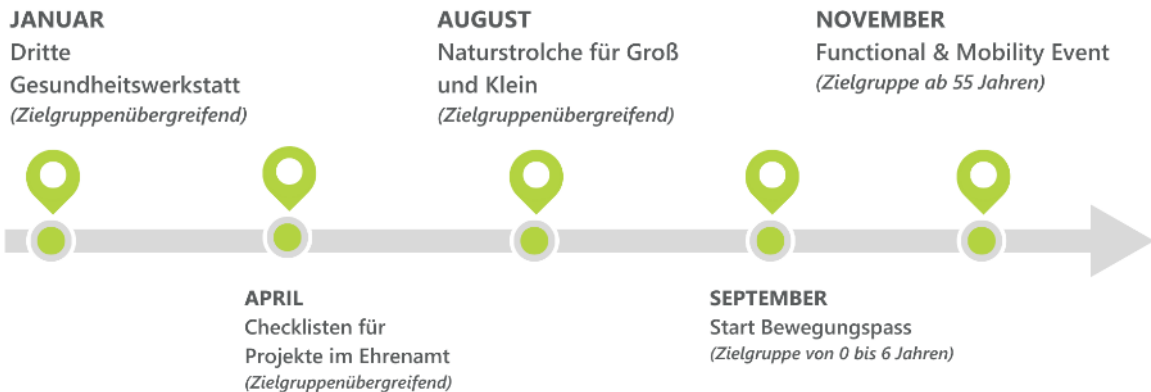 JANUAR
Dritte
Gesundheitswerkstatt
(Zielgruppenübergreifend)
AUGUST
Naturstrolche für Groß
und Klein
(Zielgruppenübergreifend)
NOVEMBER
Functional & Mobility Event
(Zielgruppe ab 55 Jahren)
APRIL
Checklisten für
Projekte im Ehrenamt
(Zielgruppenübergreifend)
SEPTEMBER
Start Bewegungspass
(Zielgruppe von 0 bis 6 Jahren)